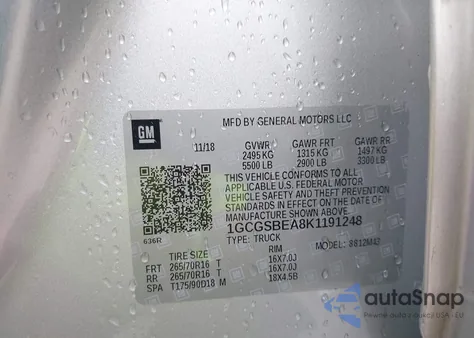 MFD BY GENERAL MOTORS LLC
GM
11/18 GVWR GAWR FRT GAWR RR
2495 KG 1315 KG 1497 KG
5500 LB 2900 LB 3300 LB
THIS VEHICLE CONFORMS TO ALL
APPLICABLE U.S. FEDERAL MOTOR
VEHICLE SAFETY AND THEFT PREVENTION
STANDARDS IN EFFECT ON THE DATE OF
MANUFACTURE SHOWN ABOVE.
1GCGSBEA8K1191248
636R
TYPE: TRUCK MODEL: 8812M42
TIRE SIZE RIM
FRT 265/70R16 T 16X7.0J
RR 265/70R16 T 16X7.0J
SPA T175/90D18 M 18X4.5B
autoSnap